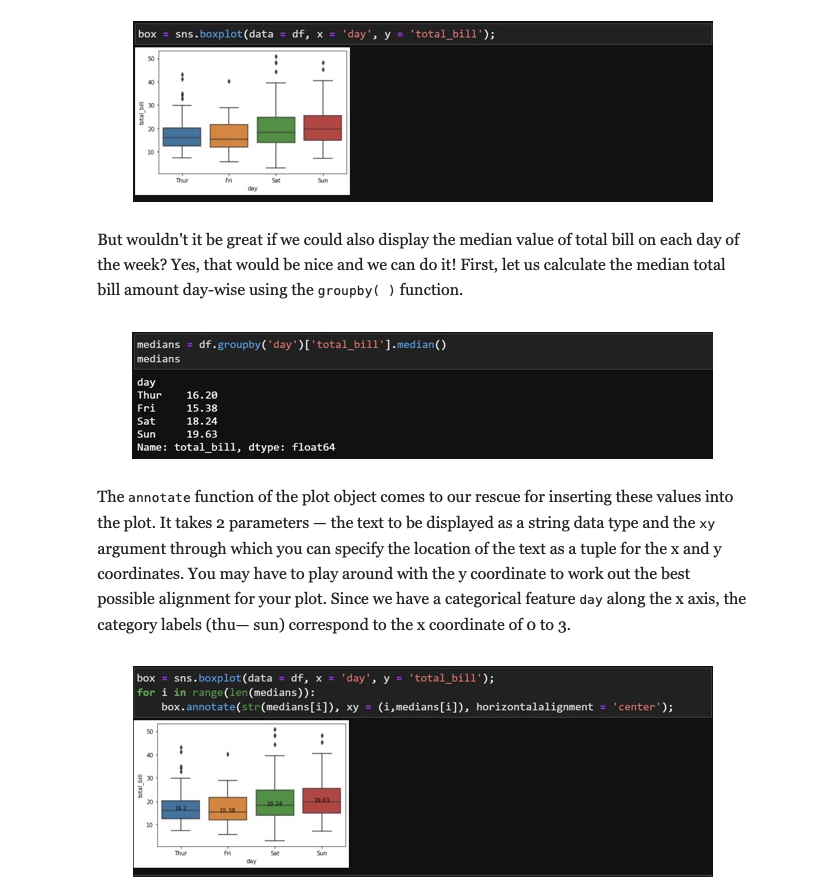 box = sns.boxplot(data = df, x = 'day', y = 'total_bill');
50
40
30
20
10
total_bill
Thur Fri Sat Sun
day
But wouldn't it be great if we could also display the median value of total bill on each day of
the week? Yes, that would be nice and we can do it! First, let us calculate the median total
bill amount day-wise using the groupby( ) function.
medians = df.groupby('day')['total_bill'].median()
medians
day
Thur 16.20
Fri 15.38
Sat 18.24
Sun 19.63
Name: total_bill, dtype: float64
The annotate function of the plot object comes to our rescue for inserting these values into
the plot. It takes 2 parameters — the text to be displayed as a string data type and the xy
argument through which you can specify the location of the text as a tuple for the x and y
coordinates. You may have to play around with the y coordinate to work out the best
possible alignment for your plot. Since we have a categorical feature day along the x axis, the
category labels (thu— sun) correspond to the x coordinate of 0 to 3.
box = sns.boxplot(data = df, x = 'day', y = 'total_bill');
for i in range(len(medians)):
box.annotate(str(medians[i]), xy = (i,medians[i]), horizontalalignment = 'center');
50
40
30
20
10
total_bill
16.2 15.38 18.24 19.63
Thur Fri Sat Sun
day